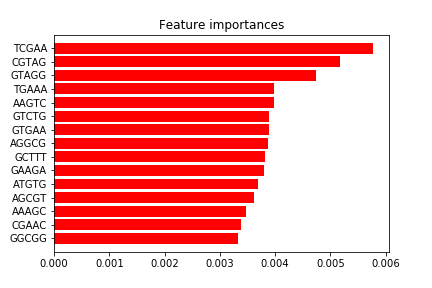 Feature importances
TCGAA
CGTAG
GTAGG
TGAAA
AAGTC
GTCTG
GTGAA
AGGCG
GCTTT
GAAGA
ATGTG
AGCGT
AAAGC
CGAAC
GGCGG
0.000 0.001 0.002 0.003 0.004 0.005 0.006